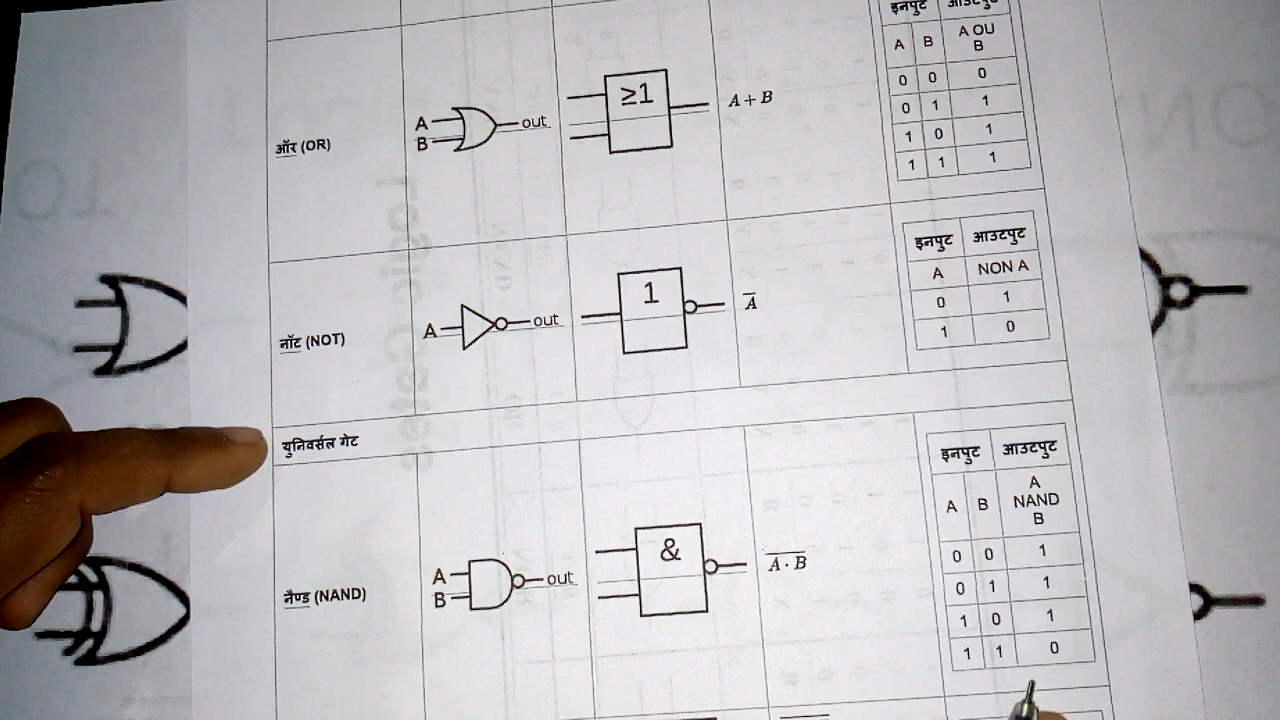 इनपुट आउटपुट
A B A OU B
0 0 0
0 1 1
1 0 1
1 1 1
ऑर (OR)
A
B
out
≥1
A + B
इनपुट आउटपुट
A NON A
0 1
1 0
नॉट (NOT)
A out
1
A̅
युनिवर्सल गेट
इनपुट आउटपुट
A B A NAND B
0 0 1
0 1 1
1 0 1
1 1 0
नैण्ड (NAND)
A
B
out
&
A̅ ·̅ B̅